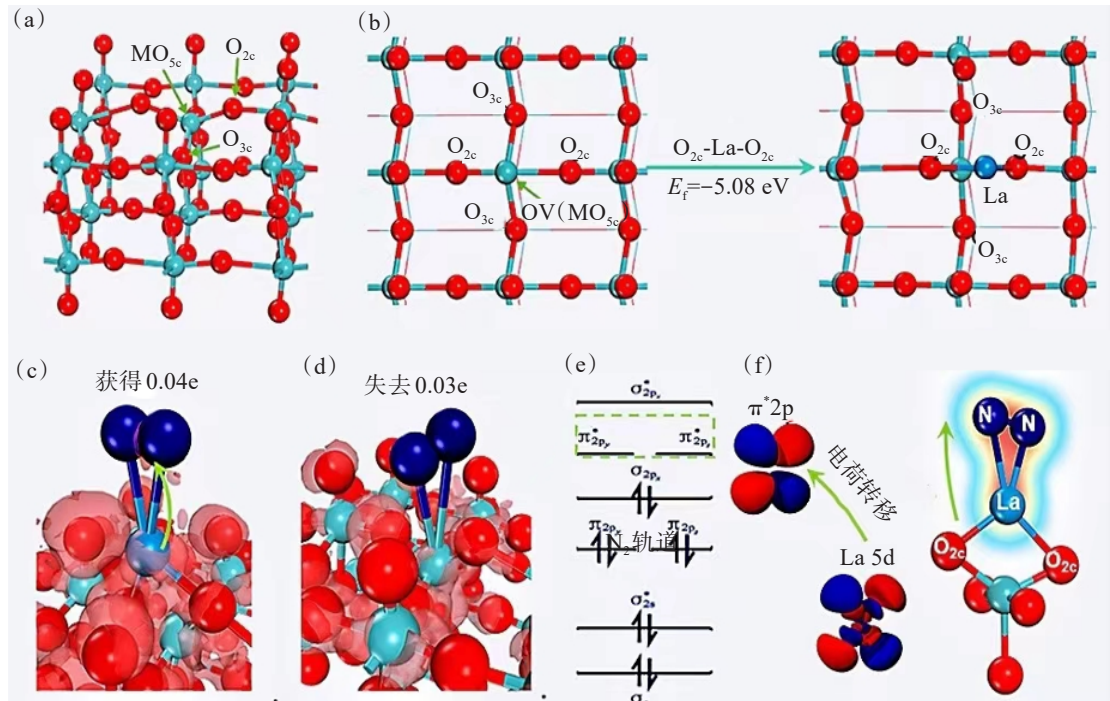 (a)
MO5c
O2c
O3c
(b)
O3c
O2c
O2c
O3c
OV(MO5c
O2c-La-O2c
Ef=−5.08 eV
O3c
O2c
O2c
La
O3c
(c)
获得 0.04e
(d)
失去 0.03e
(e)
σ*2px
π*2py
π*2pz
σ2px
π2py
π2pz
N2轨道
σ*2s
(f)
π*2p
电荷转移
La 5d
N
N
La
O2c
O2c